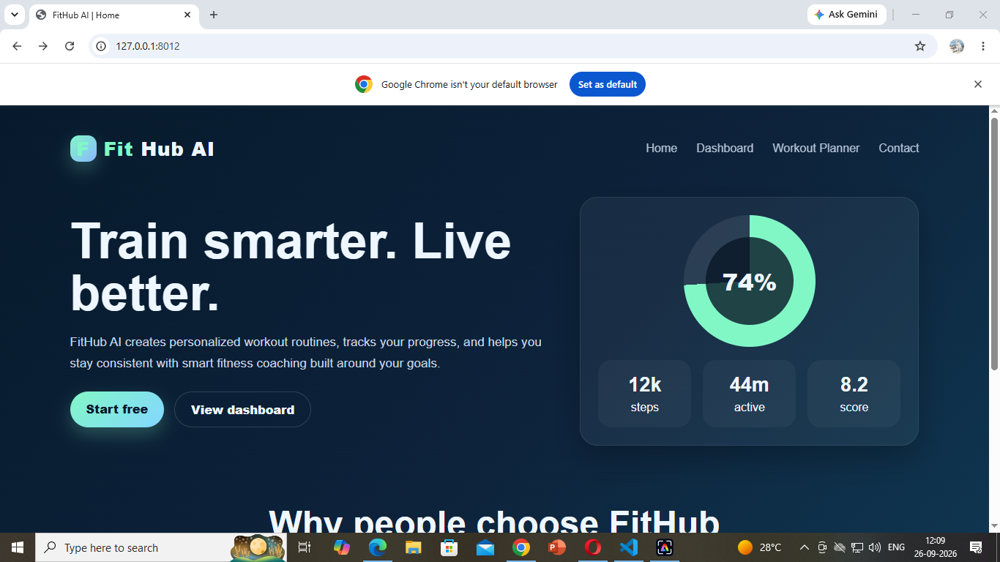 FitHub AI | Home
Ask Gemini
127.0.0.1:8012
Google Chrome isn't your default browser
Set as default
F Fit Hub AI
Home Dashboard Workout Planner Contact
Train smarter. Live
better.
FitHub AI creates personalized workout routines, tracks your progress, and helps you
stay consistent with smart fitness coaching built around your goals.
Start free
View dashboard
74%
12k
steps
44m
active
8.2
score
Why people choose FitHub
Type here to search
28°C
ENG
12:09
26-09-2026